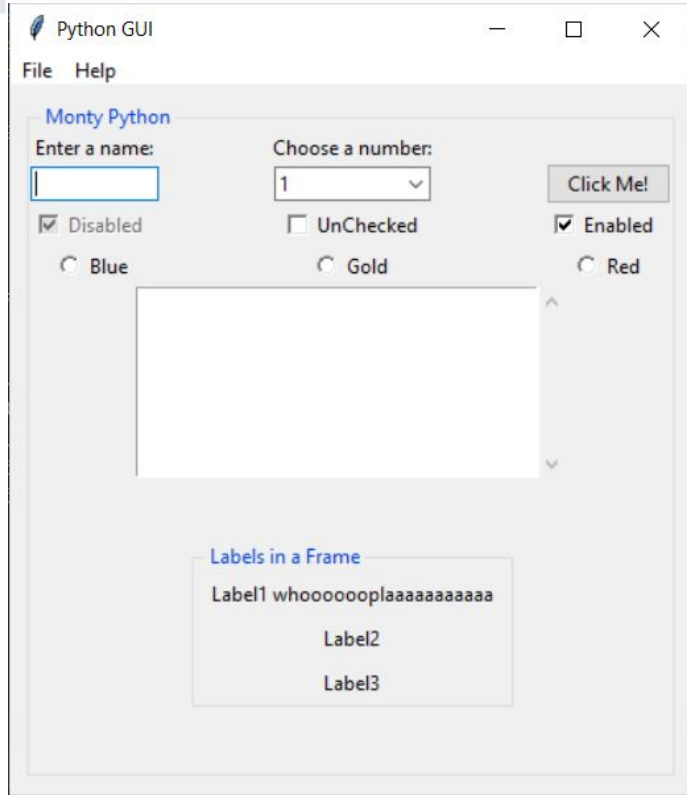 Python GUI
File Help
Monty Python
Enter a name: Choose a number:
1 Click Me!
Disabled UnChecked Enabled
Blue Gold Red
Labels in a Frame
Label1 whooooooplaaaaaaaaaaa
Label2
Label3